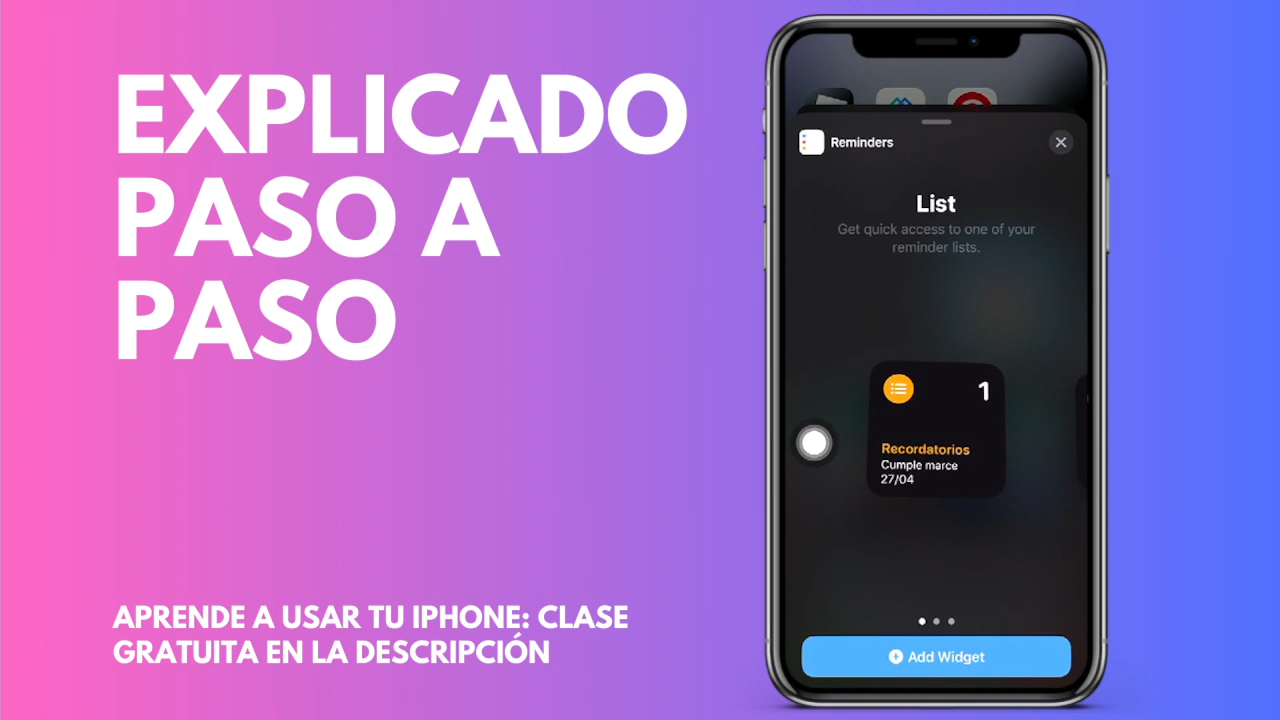 EXPLICADO
PASO A
PASO
APRENDE A USAR TU IPHONE: CLASE
GRATUITA EN LA DESCRIPCIÓN
Reminders
List
Get quick access to one of your
reminder lists.
1
Recordatorios
Cumple marce
27/04
Add Widget